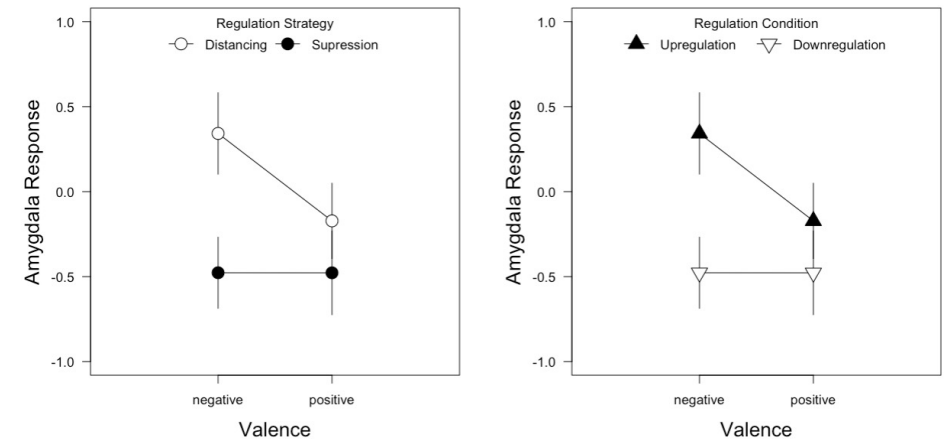 Regulation Strategy
Distancing Supression
1.0
0.5
0.0
-0.5
-1.0
Amygdala Response
negative positive
Valence
Regulation Condition
Upregulation Downregulation
1.0
0.5
0.0
-0.5
-1.0
Amygdala Response
negative positive
Valence